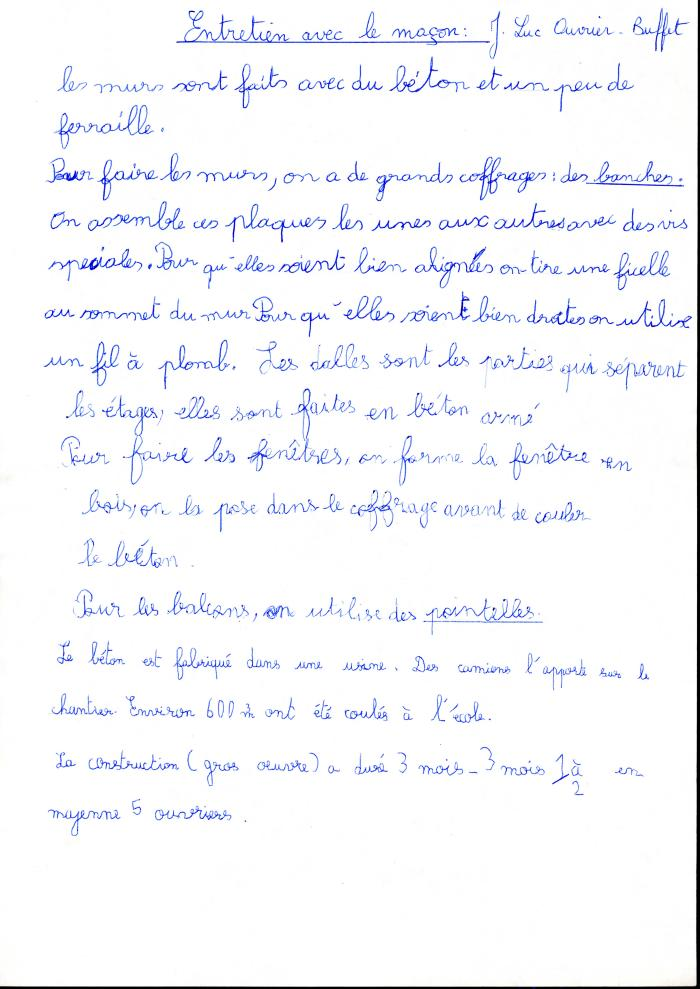 Entretien avec le maçon: J. Luc Ouvrier-Buffet
les murs sont faits avec du béton et un peu de
ferraille.
Pour faire les murs, on a de grands coffrages: des banches.
On assemble ces plaques les unes aux autres avec des vis
speciales. Pour qu'elles soient bien alignées on tire une ficelle
au sommet du mur Pour qu'elles soient bien droites on utilise
un fil à plomb. Les dalles sont les parties qui séparent
les étages, elles sont faites en béton armé
Pour faire les fenêtres, on forme la fenêtre en
bois, on la pose dans le coffrage avant de couler
le béton.
Pour les balcons, on utilise des pointelles.
Le béton est fabriqué dans une usine. Des camions l'apporte sur le
chantier. Environ 600 ont été coulés à l'école.
La construction (gros oeuvre) a duré 3 mois - 3 mois 1/2 à en
moyenne 5 ouvriers.